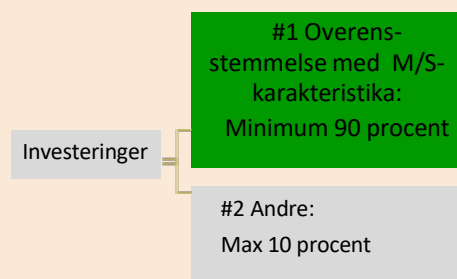 #1 Overens-
stemmelse med M/S-
karakteristika:
Minimum 90 procent
Investeringer
#2 Andre:
Max 10 procent